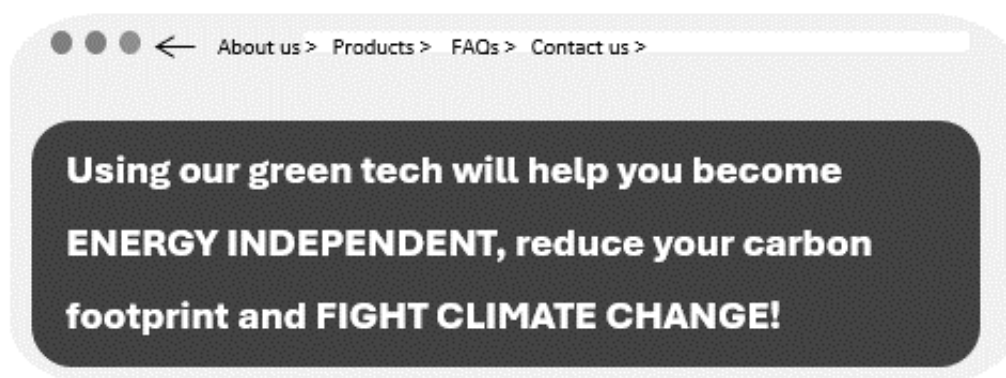 About us > Products > FAQs > Contact us >
Using our green tech will help you become
ENERGY INDEPENDENT, reduce your carbon
footprint and FIGHT CLIMATE CHANGE!